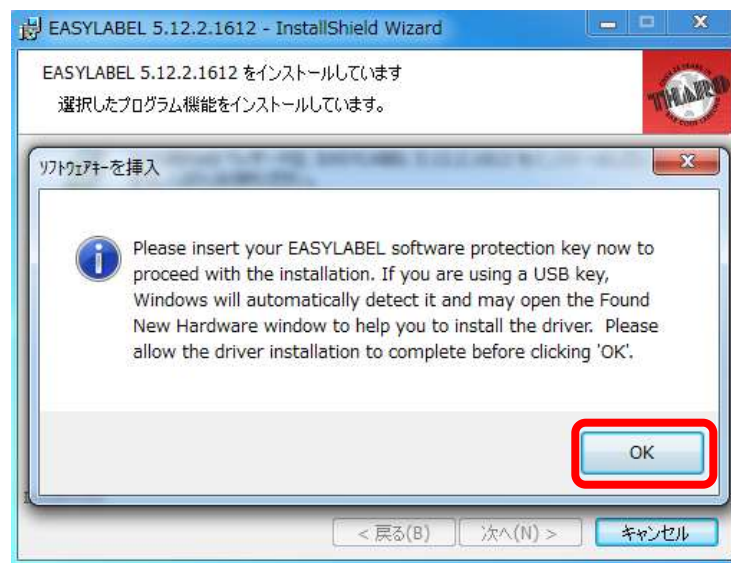 EASYLABEL 5.12.2.1612 - InstallShield Wizard
EASYLABEL 5.12.2.1612 をインストールしています
選択したプログラム機能をインストールしています。
THARO
ソフトウェアキーを挿入
Please insert your EASYLABEL software protection key now to
proceed with the installation. If you are using a USB key,
Windows will automatically detect it and may open the Found
New Hardware window to help you to install the driver. Please
allow the driver installation to complete before clicking 'OK'.
OK
< 戻る(B)
次へ(N) >
キャンセル